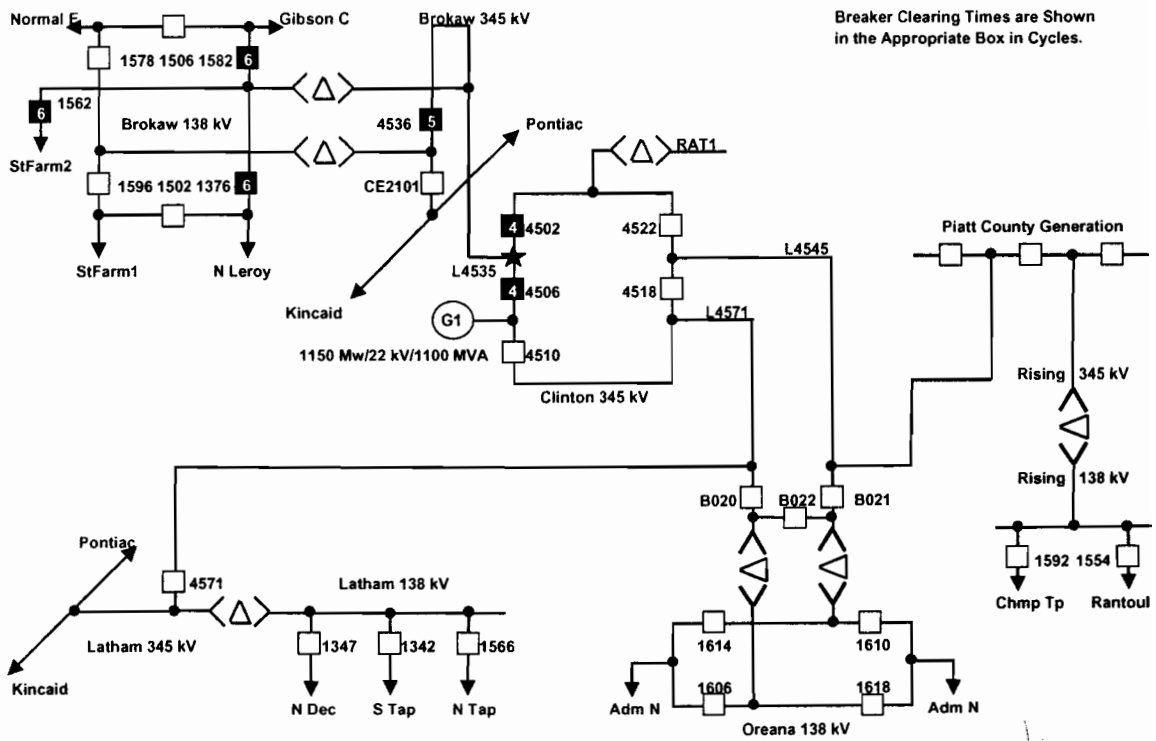 Normal E
Gibson C
Brokaw 345 kV
Breaker Clearing Times are Shown
in the Appropriate Box in Cycles.
1578 1506 1582
6
6
1562
Brokaw 138 kV
4536
5
Pontiac
RAT1
StFarm2
1596 1502 1376
6
CE2101
4
4502
4522
Piatt County Generation
StFarm1
N Leroy
L4535
L4545
4
4506
4518
Kincaid
G1
L4571
1150 Mw/22 kV/1100 MVA
4510
Clinton 345 kV
Rising
345 kV
Rising
138 kV
B020
B022
B021
Pontiac
4571
Latham 138 kV
1592
1554
Chmp Tp
Rantoul
Latham 345 kV
1347
1342
1566
1614
1610
Kincaid
N Dec
S Tap
N Tap
Adm N
1606
1618
Adm N
Oreana 138 kV